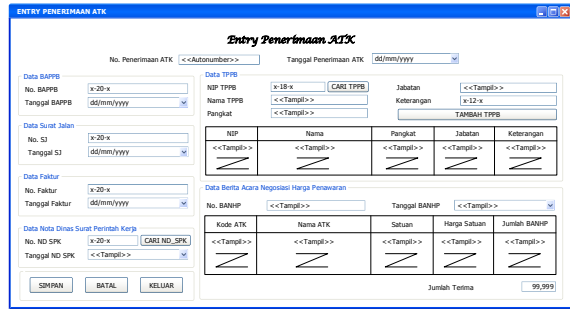 ENTRY PENERIMAAN ATK
Entry Penerimaan ATK
No. Penerimaan ATK <<Autonumber>> Tanggal Penerimaan ATK dd/mm/yyyy
Data BAPPB
No. BAPPB x-20-x
Tanggal BAPPB dd/mm/yyyy
Data Surat Jalan
No. SJ x-20-x
Tanggal SJ dd/mm/yyyy
Data Faktur
No. Faktur x-20-x
Tanggal Faktur dd/mm/yyyy
Data Nota Dinas Surat Perintah Kerja
No. ND SPK x-20-x CARI ND_SPK
Tanggal ND SPK <<Tampil>>
SIMPAN BATAL KELUAR
Data TPPB
NIP TPPB x-18-x CARI TPPB Jabatan <<Tampil>>
Nama TPPB <<Tampil>> Keterangan x-12-x
Pangkat <<Tampil>> TAMBAH TPPB
NIP Nama Pangkat Jabatan Keterangan
<<Tampil>> <<Tampil>> <<Tampil>> <<Tampil>> <<Tampil>>
Data Berita Acara Negosiasi Harga Penawaran
No. BANHP <<Tampil>> Tanggal BANHP <<Tampil>>
Kode ATK Nama ATK Satuan Harga Satuan Jumlah BANHP
<<Tampil>> <<Tampil>> <<Tampil>> <<Tampil>> <<Tampil>>
Jumlah Terima 99,999